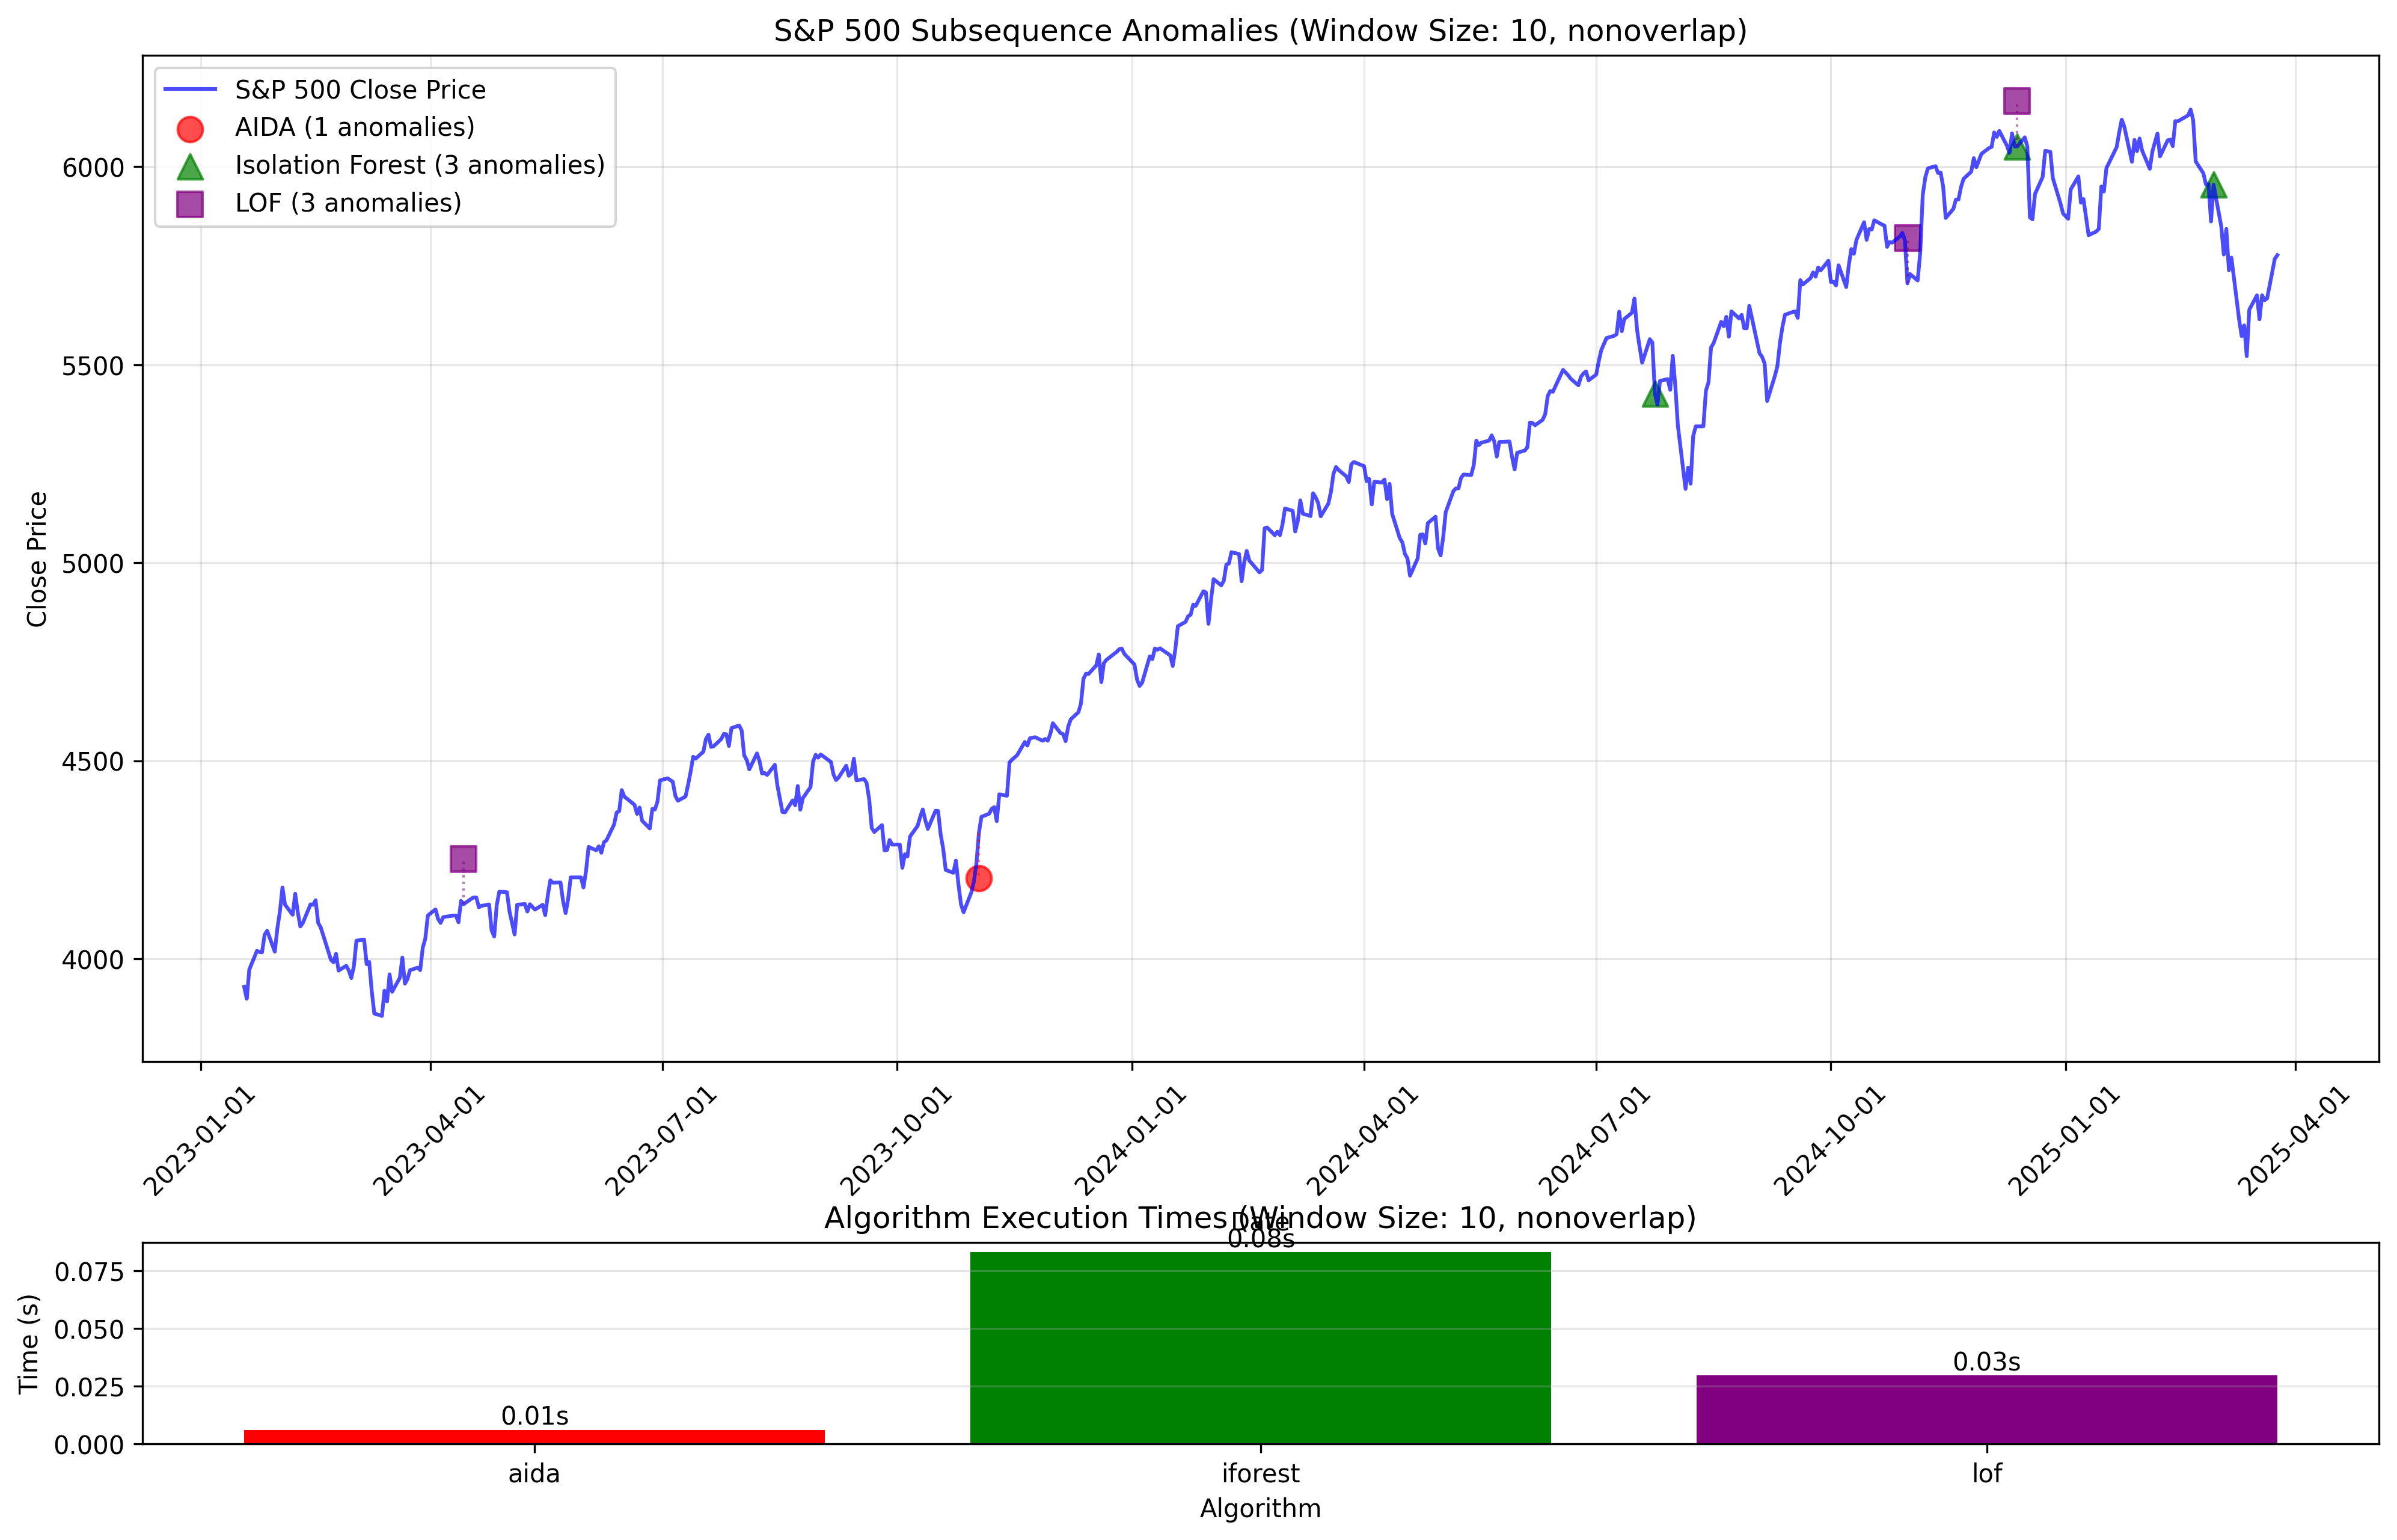 S&P 500 Subsequence Anomalies (Window Size: 10, nonoverlap)
S&P 500 Close Price
AIDA (1 anomalies)
Isolation Forest (3 anomalies)
LOF (3 anomalies)
Close Price
6000
5500
5000
4500
4000
2023-01-01
2023-04-01
2023-07-01
2023-10-01
2024-01-01
2024-04-01
2024-07-01
2024-10-01
2025-01-01
2025-04-01
Date
Algorithm Execution Times (Window Size: 10, nonoverlap)
Time (s)
0.075
0.050
0.025
0.000
0.01s
0.08s
0.03s
aida
iforest
lof
Algorithm